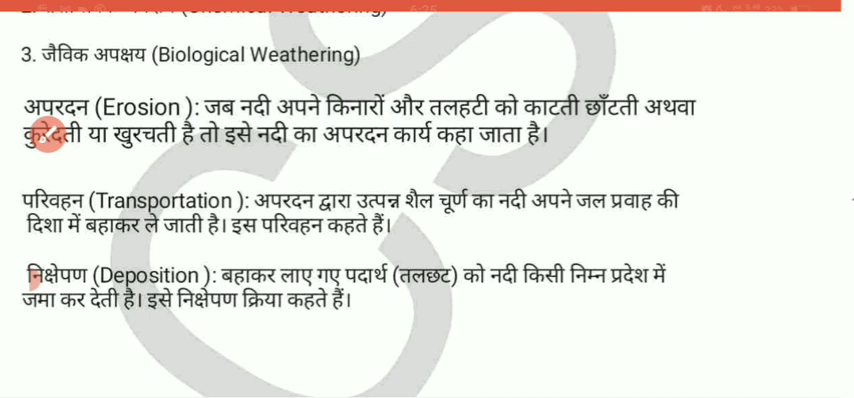 6:25
3. जैविक अपक्षय (Biological Weathering)
अपरदन (Erosion ): जब नदी अपने किनारों और तलहटी को काटती छाँटती अथवा
कुरेदती या खुरचती है तो इसे नदी का अपरदन कार्य कहा जाता है।
परिवहन (Transportation ): अपरदन द्वारा उत्पन्न शैल चूर्ण का नदी अपने जल प्रवाह की
दिशा में बहाकर ले जाती है। इस परिवहन कहते हैं।
निक्षेपण (Deposition ): बहाकर लाए गए पदार्थ (तलछट) को नदी किसी निम्न प्रदेश में
जमा कर देती है। इसे निक्षेपण क्रिया कहते हैं।